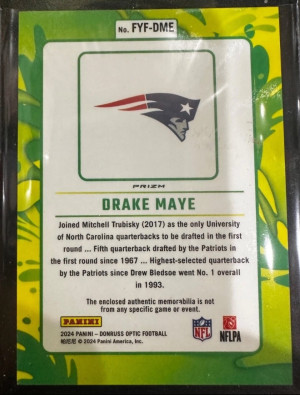 No. FYF-DME
PRIZM
DRAKE MAYE
Joined Mitchell Trubisky (2017) as the only University
of North Carolina quarterbacks to be drafted in the first
round ... Fifth quarterback drafted by the Patriots in
the first round since 1967 ... Highest-selected quarterback
by the Patriots since Drew Bledsoe went No. 1 overall
in 1993.
The enclosed authentic memorabilia is not
from any specific game or event.
PANINI
2024 PANINI – DONRUSS OPTIC FOOTBALL
© 2024 Panini America, Inc.
NFL
NFLPA